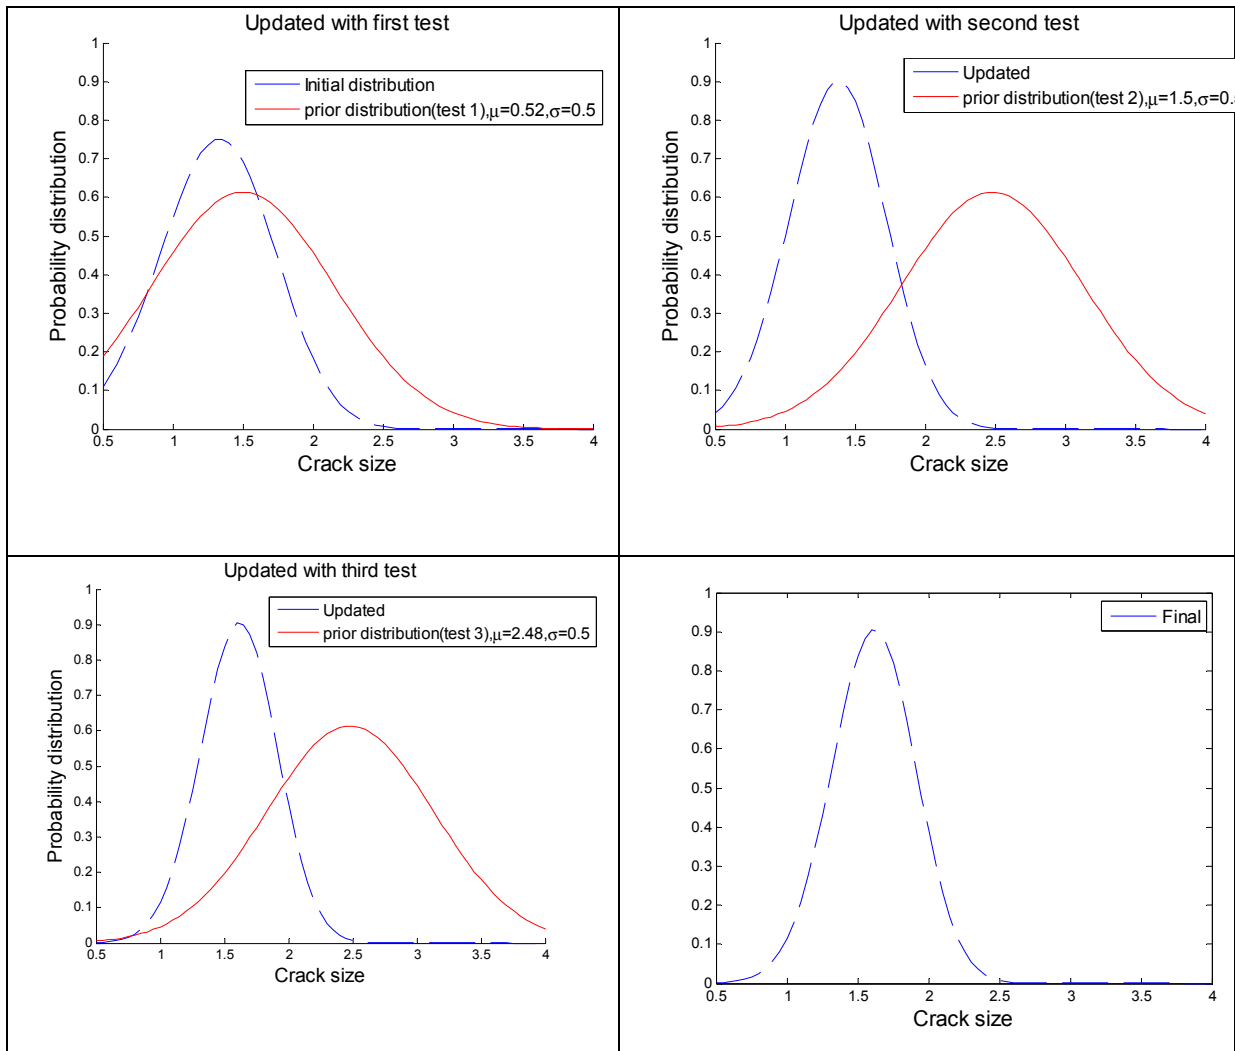 Updated with first test
Initial distribution
prior distribution(test 1),μ=0.52,σ=0.5
Probability distribution
1
0.9
0.8
0.7
0.6
0.5
0.4
0.3
0.2
0.1
0
0.5 1 1.5 2 2.5 3 3.5 4
Crack size
Updated with second test
Updated
prior distribution(test 2),μ=1.5,σ=0.5
Probability distribution
1
0.9
0.8
0.7
0.6
0.5
0.4
0.3
0.2
0.1
0
0.5 1 1.5 2 2.5 3 3.5 4
Crack size
Updated with third test
Updated
prior distribution(test 3),μ=2.48,σ=0.5
Probability distribution
1
0.9
0.8
0.7
0.6
0.5
0.4
0.3
0.2
0.1
0
0.5 1 1.5 2 2.5 3 3.5 4
Crack size
Final
1
0.9
0.8
0.7
0.6
0.5
0.4
0.3
0.2
0.1
0
0.5 1 1.5 2 2.5 3 3.5 4
Crack size